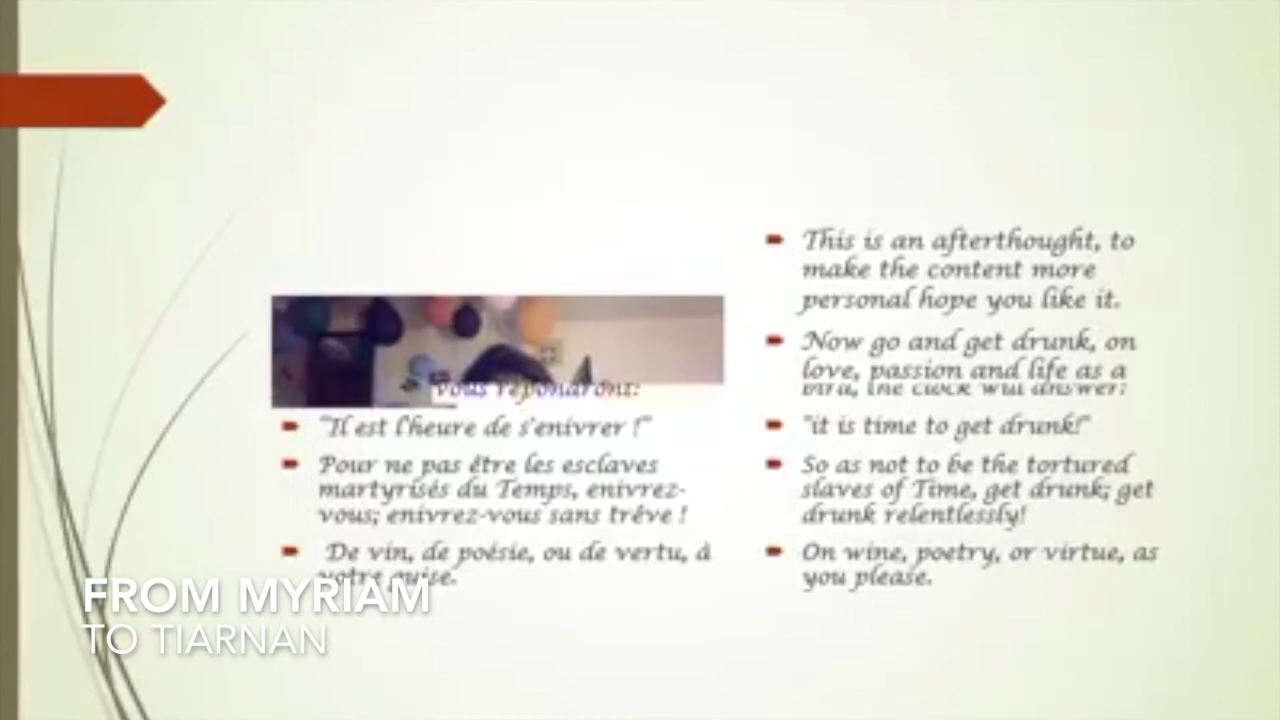 vous répondront:
"Il est l'heure de s'enivrer !"
Pour ne pas être les esclaves
martyrisés du Temps, enivrez-
vous; enivrez-vous sans trêve !
De vin, de poésie, ou de vertu, à
votre guise.
This is an afterthought, to
make the content more
personal hope you like it.
Now go and get drunk, on
love, passion and life as a
bird, the clock will answer:
"it is time to get drunk!"
So as not to be the tortured
slaves of Time, get drunk; get
drunk relentlessly!
On wine, poetry, or virtue, as
you please.
FROM MYRIAM
TO TIARNAN